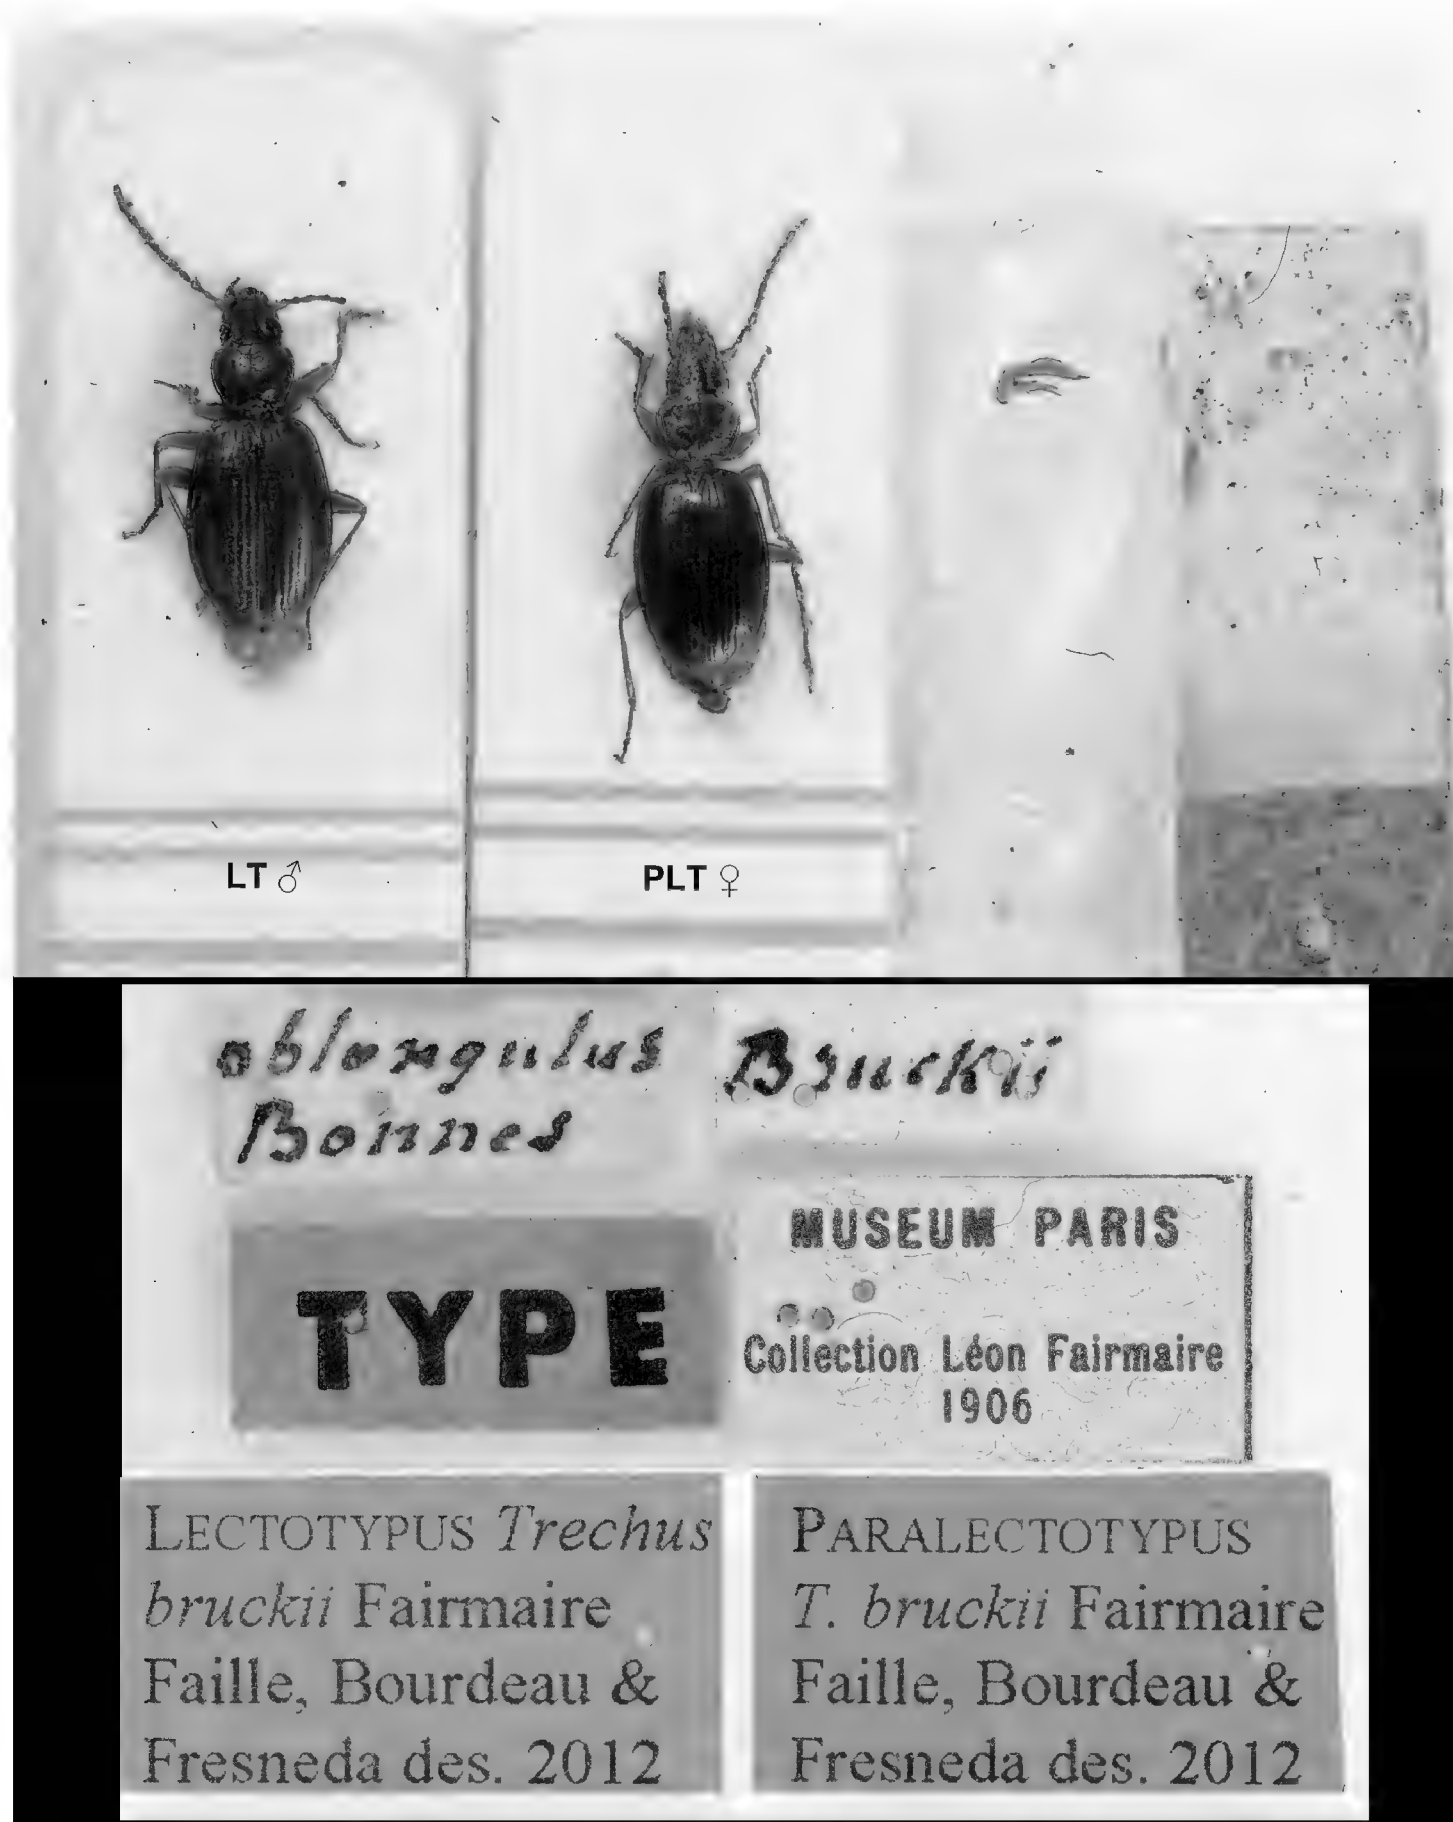 LT ♂
PLT ♀
oblongulus
Bonnes
Bruckii
TYPE
MUSEUM PARIS
Collection Léon Fairmaire
1906
LECTOTYPUS Trechus
bruckii Fairmaire
Faille, Bourdeau &
Fresneda des. 2012
PARALECTOTYPUS
T. bruckii Fairmaire
Faille, Bourdeau &
Fresneda des. 2012